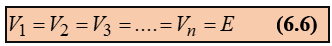 V₁ = V₂ = V₃ = .... = Vₙ = E (6.6)